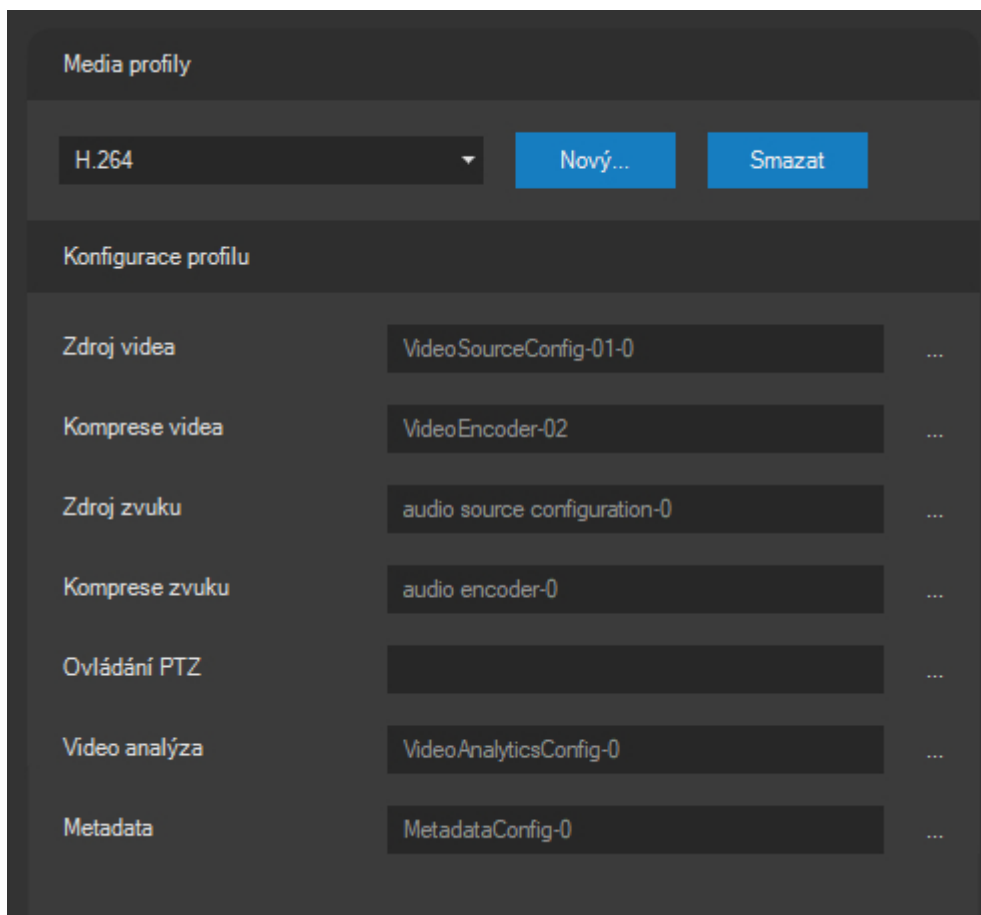 Media profily
H.264 Nový... Smazat
Konfigurace profilu
Zdroj videa VideoSourceConfig-01-0 ...
Komprese videa VideoEncoder-02 ...
Zdroj zvuku audio source configuration-0 ...
Komprese zvuku audio encoder-0 ...
Ovládání PTZ ...
Video analýza VideoAnalyticsConfig-0 ...
Metadata MetadataConfig-0 ...